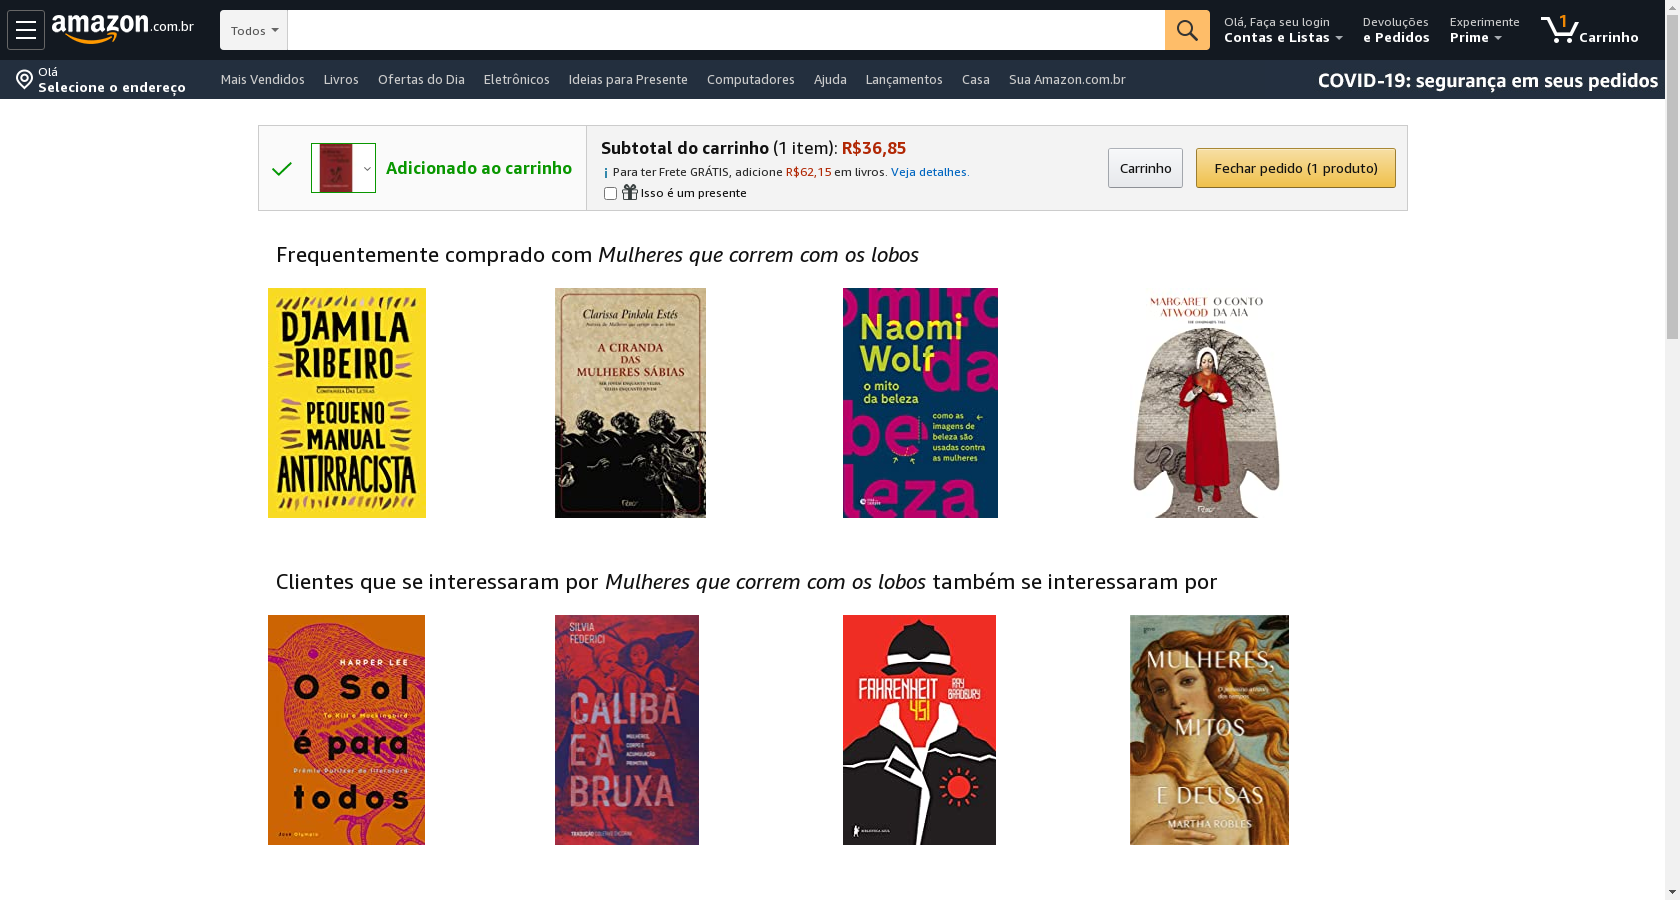 amazon.com.br
Todos
Olá, Faça seu login
Contas e Listas
Devoluções
e Pedidos
Experimente
Prime
1
Carrinho
Olá
Selecione o endereço
Mais Vendidos
Livros
Ofertas do Dia
Eletrônicos
Ideias para Presente
Computadores
Ajuda
Lançamentos
Casa
Sua Amazon.com.br
COVID-19: segurança em seus pedidos
Adicionado ao carrinho
Subtotal do carrinho (1 item): R$36,85
Para ter Frete GRÁTIS, adicione R$62,15 em livros. Veja detalhes.
Isso é um presente
Carrinho
Fechar pedido (1 produto)
Frequentemente comprado com Mulheres que correm com os lobos
DJAMILA
RIBEIRO
COMPANHIA DAS LETRAS
PEQUENO
MANUAL
ANTIRRACISTA
Clarissa Pinkola Estés
Autora de Mulheres que correm com os lobos
A CIRANDA
DAS
MULHERES SÁBIAS
SER JOVEM ENQUANTO VELHA,
VELHA ENQUANTO JOVEM
Rocco
o mito
da
be
leza
Naomi
Wolf
o mito
da beleza
como as
imagens de
beleza são
usadas contra
as mulheres
MARGARET
ATWOOD
O CONTO
DA AIA
Rocco
Clientes que se interessaram por Mulheres que correm com os lobos também se interessaram por
HARPER LEE
O Sol
To Kill a Mockingbird
é para
Prêmio Pulitzer de literatura
todos
José Olympio
SILVIA
FEDERICI
CALIBÃ
E A
MULHERES,
CORPO E
ACUMULAÇÃO
PRIMITIVA
BRUXA
TRADUÇÃO COLETIVO SYCORAX
FAHRENHEIT
451
RAY
BRADBURY
BIBLIOTECA AZUL
MULHERES,
MITOS
E DEUSAS
MARTHA ROBLES